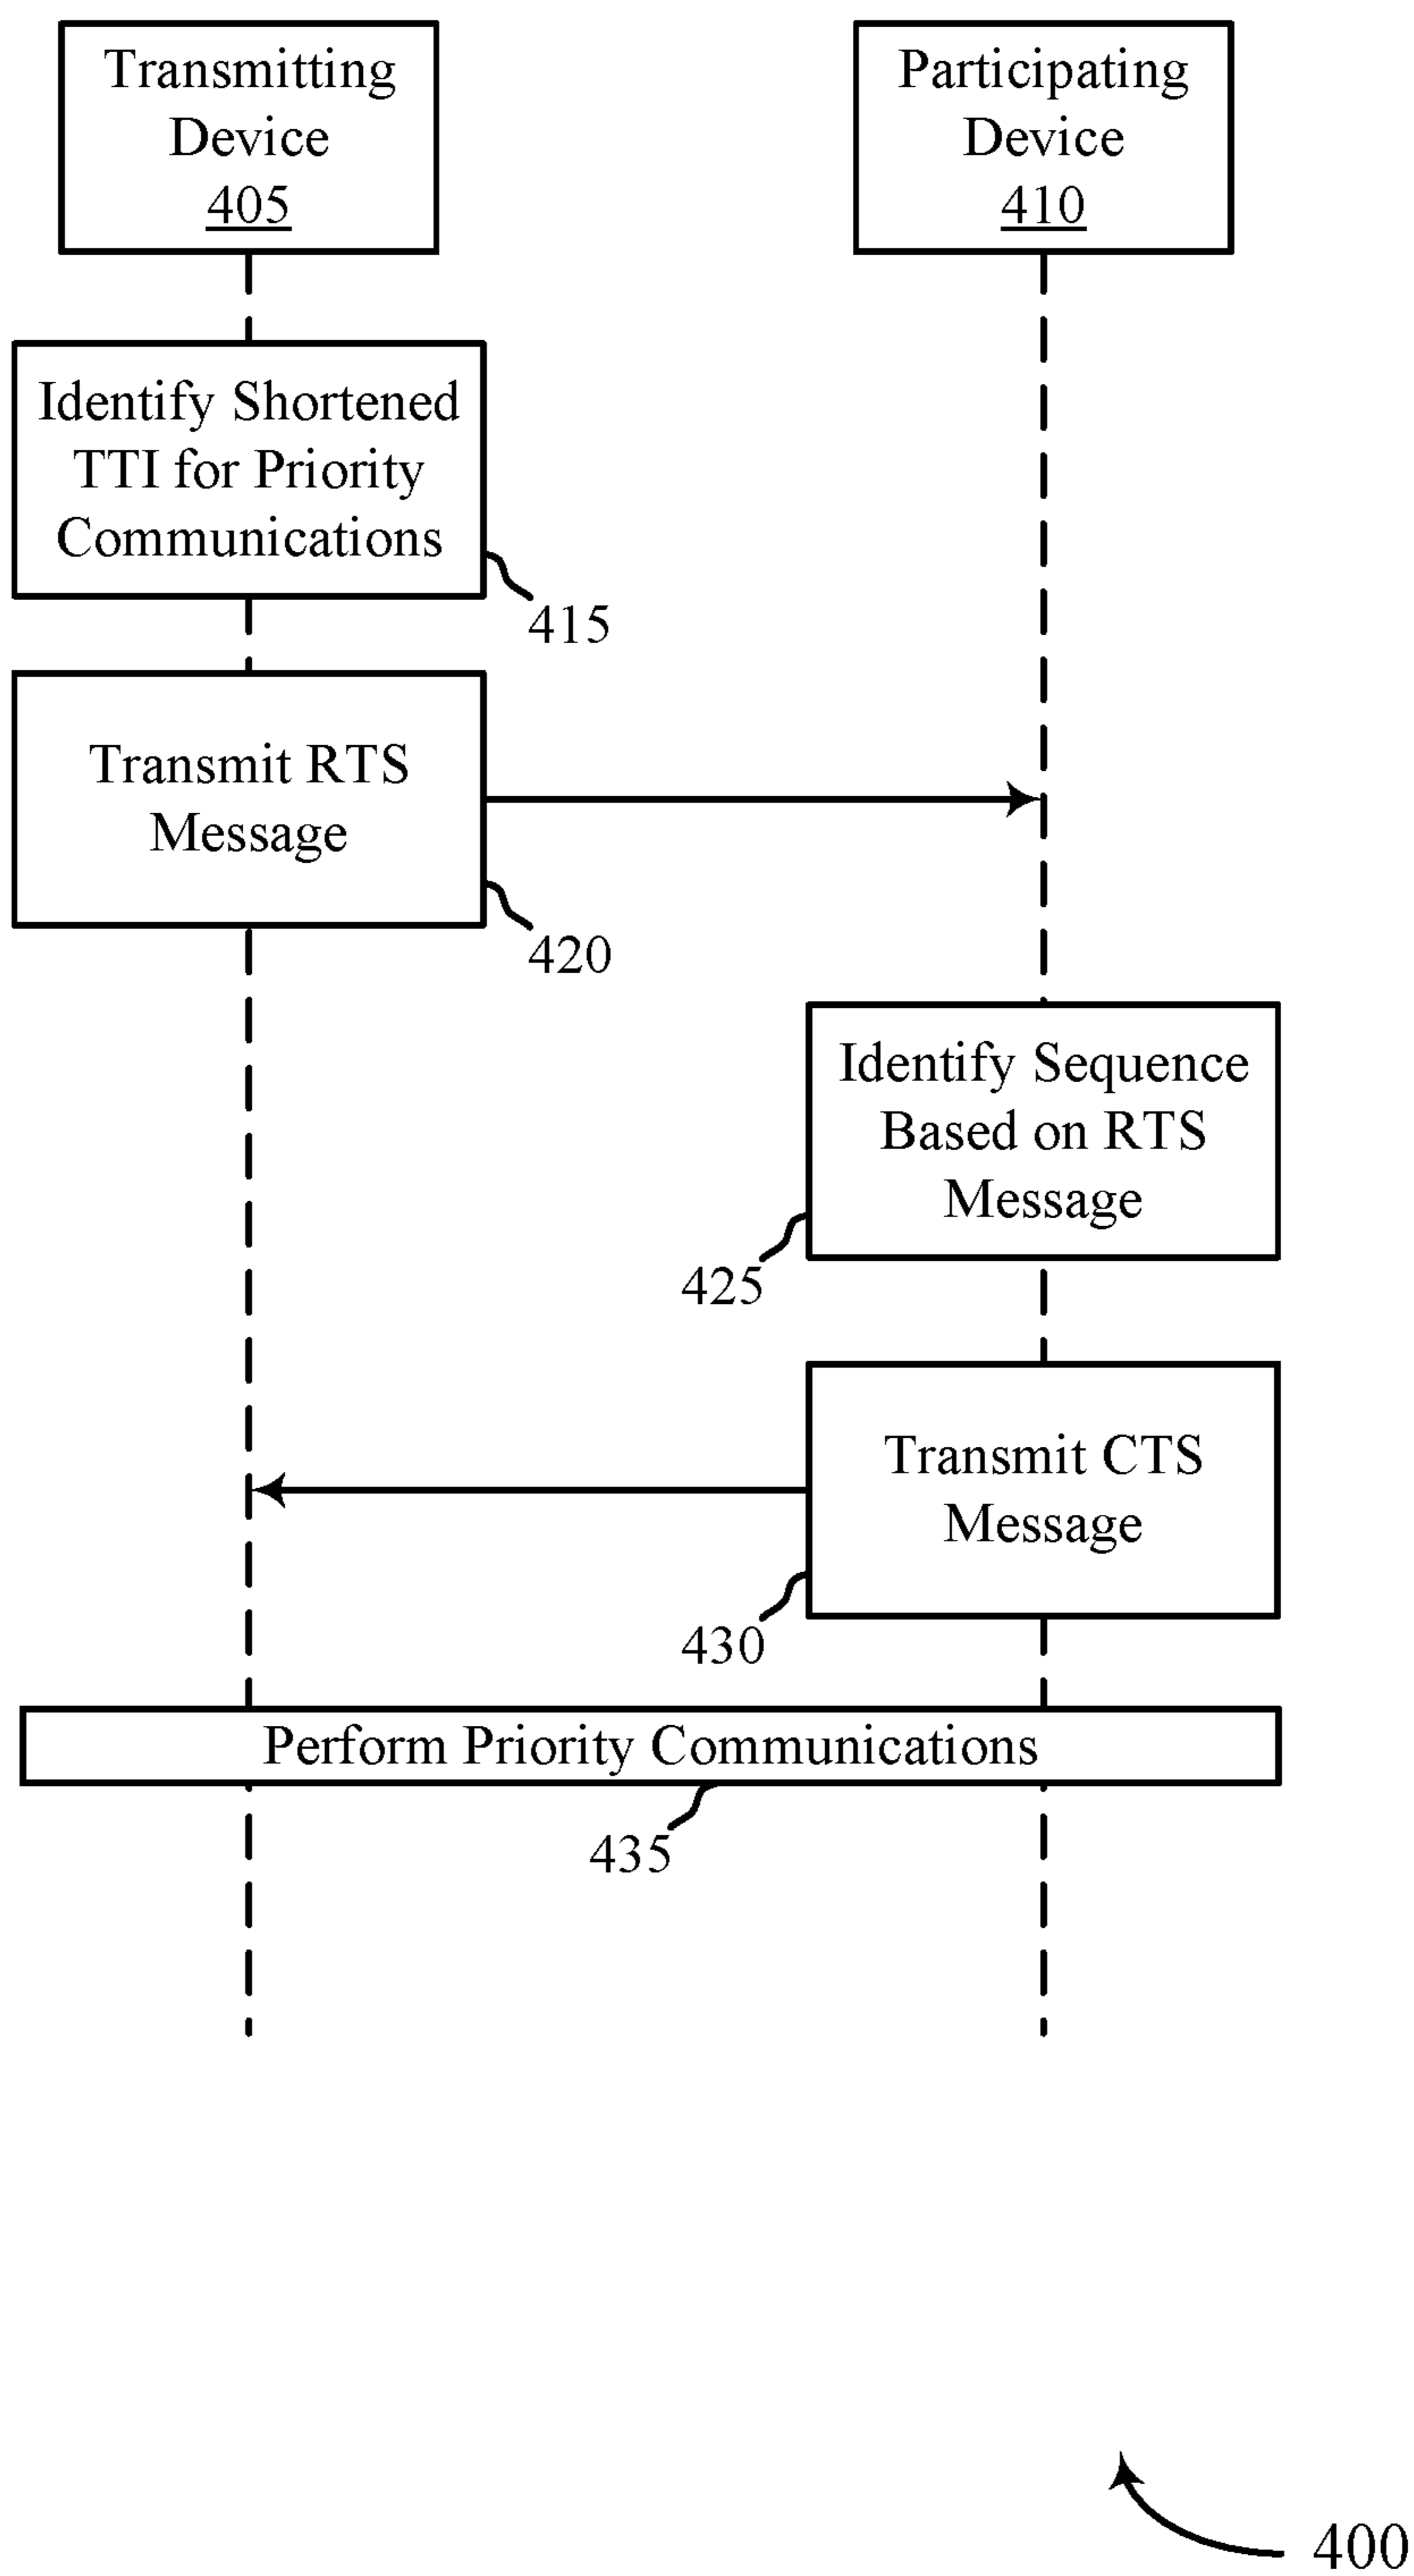 Transmitting
Device
405
Participating
Device
410
Identify Shortened
TTI for Priority
Communications
415
Transmit RTS
Message
420
Identify Sequence
Based on RTS
Message
425
Transmit CTS
Message
430
Perform Priority Communications
435
400